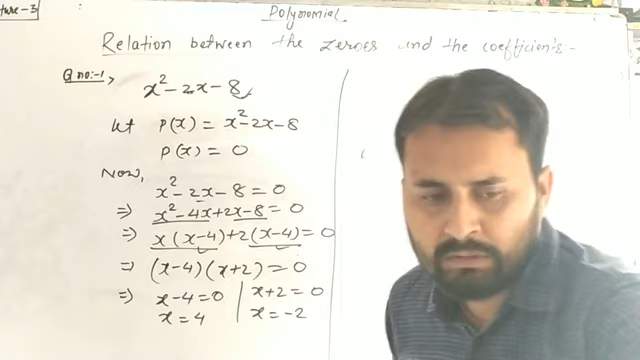 ture-3
Polynomial
Relation between the zeroes and the coefficients:-
Q no:-1,
x²-2x-8
let P(x) = x²-2x-8
P(x) = 0
Now,
x²-2x-8=0
⇒ x²-4x+2x-8=0
⇒ x(x-4)+2(x-4)=0
⇒ (x-4)(x+2)=0
⇒ x-4=0 | x+2=0
x=4 | x=-2